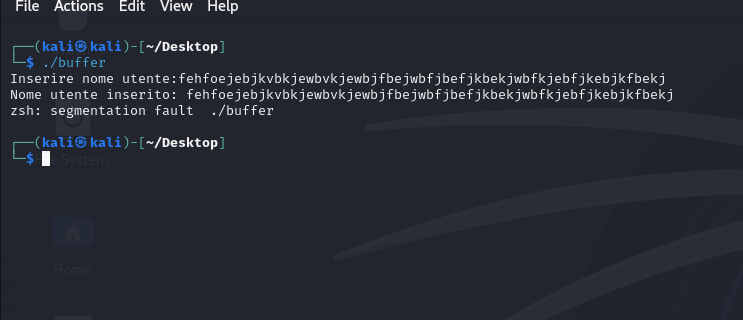 File Actions Edit View Help
┌──(kali㉿kali)-[~/Desktop]
└─$ ./buffer
Inserire nome utente:fehfoejebjkvbkjewbvkjewbjfbejwbfjbefjkbekjwbfkjebfjkebjkfbekj
Nome utente inserito: fehfoejebjkvbkjewbvkjewbjfbejwbfjbefjkbekjwbfkjebfjkebjkfbekj
zsh: segmentation fault  ./buffer
┌──(kali㉿kali)-[~/Desktop]
└─$
File System
Home